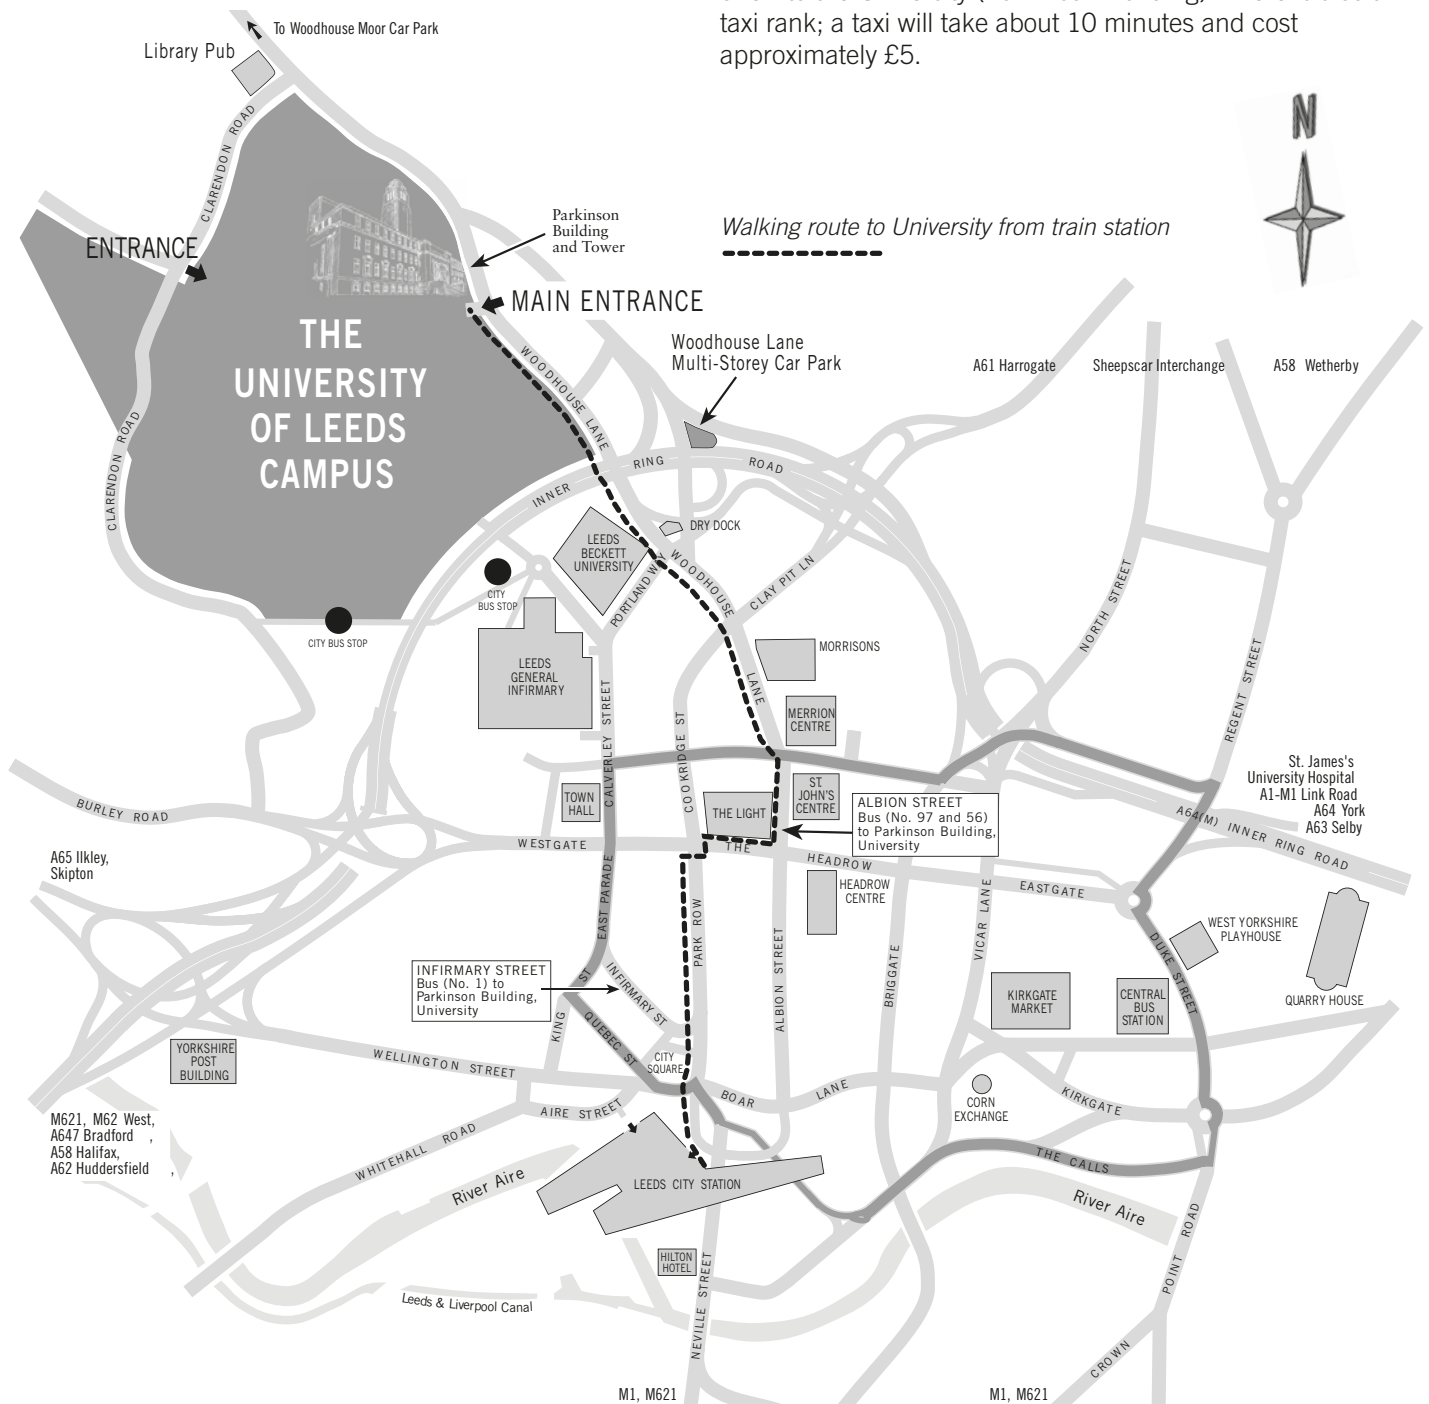 taxi rank; a taxi will take about 10 minutes and cost
approximately £5.
To Woodhouse Moor Car Park
Library Pub
N
CLARENDON ROAD
Parkinson
Building
and Tower
Walking route to University from train station
ENTRANCE
MAIN ENTRANCE
THE
UNIVERSITY
OF LEEDS
CAMPUS
Woodhouse Lane
Multi-Storey Car Park
A61 Harrogate
Sheepscar Interchange
A58 Wetherby
WOODHOUSE LANE
CLARENDON ROAD
INNER RING ROAD
DRY DOCK
LEEDS
BECKETT
UNIVERSITY
PORTLAND WAY
WOODHOUSE LANE
CLAY PIT LN
NORTH STREET
REGENT STREET
CITY
BUS STOP
CITY BUS STOP
LEEDS
GENERAL
INFIRMARY
MORRISONS
MERRION
CENTRE
CALVERLEY STREET
COOKRIDGE ST
St. James's
University Hospital
A1-M1 Link Road
A64 York
A63 Selby
A64(M) INNER RING ROAD
BURLEY ROAD
TOWN
HALL
THE LIGHT
ST.
JOHN'S
CENTRE
ALBION STREET
Bus (No. 97 and 56)
to Parkinson Building,
University
WESTGATE
THE HEADROW
EASTGATE
A65 Ilkley,
Skipton
EAST PARADE
PARK ROW
HEADROW
CENTRE
ALBION STREET
BRIGGATE
VICAR LANE
DUKE STREET
WEST YORKSHIRE
PLAYHOUSE
QUARRY HOUSE
INFIRMARY STREET
Bus (No. 1) to
Parkinson Building,
University
INFIRMARY ST
KING ST
QUEBEC ST
CITY
SQUARE
KIRKGATE
MARKET
CENTRAL
BUS
STATION
YORKSHIRE
POST
BUILDING
WELLINGTON STREET
AIRE STREET
BOAR LANE
CORN
EXCHANGE
KIRKGATE
M621, M62 West,
A647 Bradford ,
A58 Halifax,
A62 Huddersfield ,
WHITEHALL ROAD
THE CALLS
River Aire
LEEDS CITY STATION
River Aire
HILTON
HOTEL
NEVILLE STREET
Leeds & Liverpool Canal
CROWN POINT ROAD
M1, M621
M1, M621